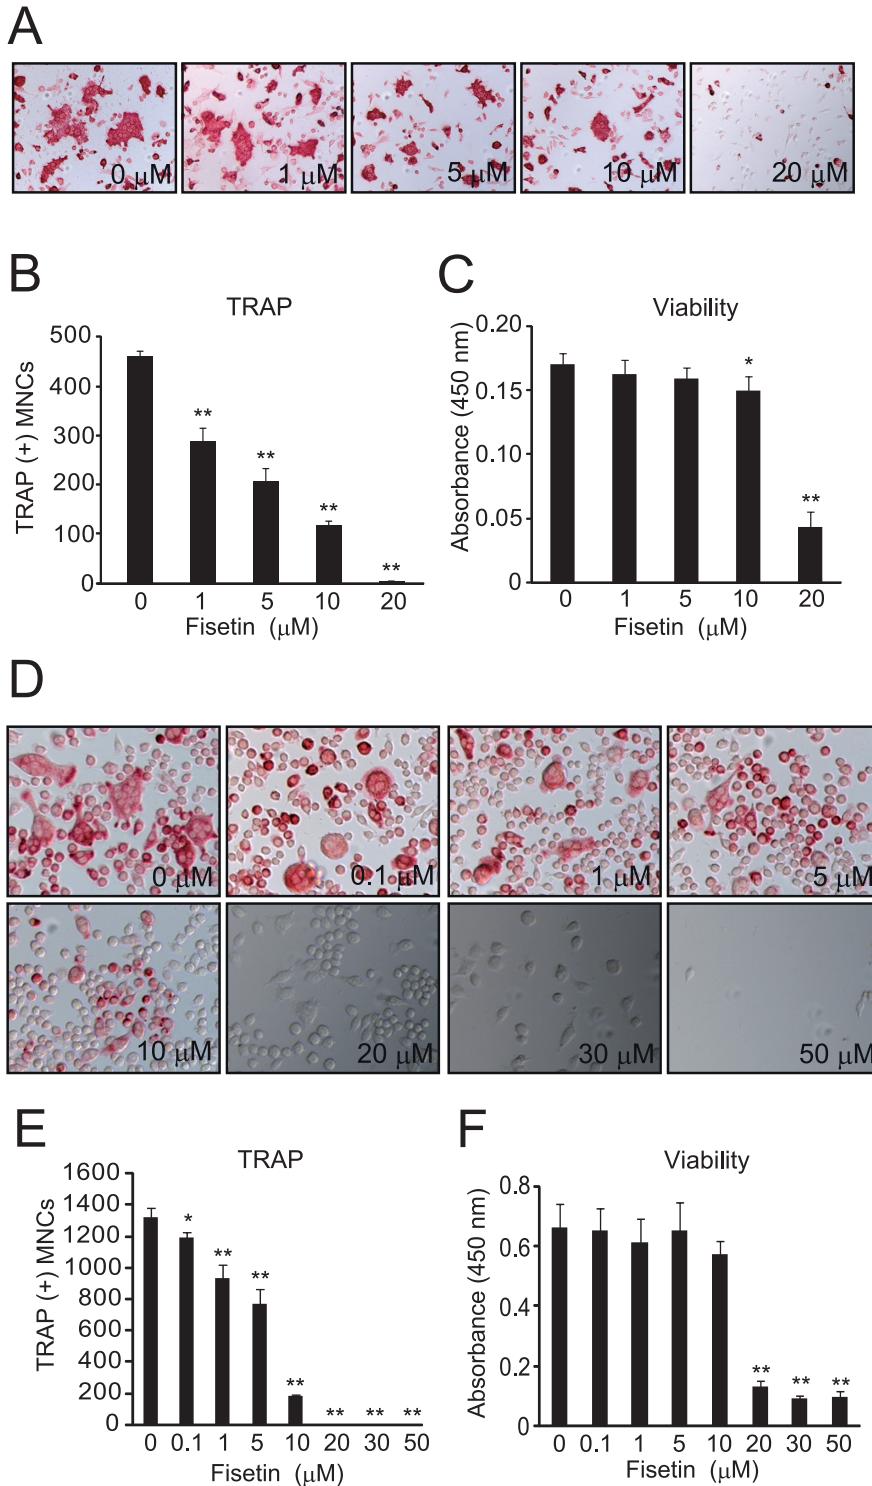 A
0 μM 1 μM 5 μM 10 μM 20 μM
B
TRAP
TRAP (+) MNCs
500
400
300
200
100
0
** ** ** **
0 1 5 10 20
Fisetin (μM)
C
Viability
Absorbance (450 nm)
0.20
0.15
0.10
0.05
0
* **
0 1 5 10 20
Fisetin (μM)
D
0 μM 0.1 μM 1 μM 5 μM
10 μM 20 μM 30 μM 50 μM
E
TRAP
TRAP (+) MNCs
1600
1400
1200
1000
800
600
400
200
0
* ** ** ** ** ** **
0 0.1 1 5 10 20 30 50
Fisetin (μM)
F
Viability
Absorbance (450 nm)
0.8
0.6
0.4
0.2
0
** ** **
0 0.1 1 5 10 20 30 50
Fisetin (μM)